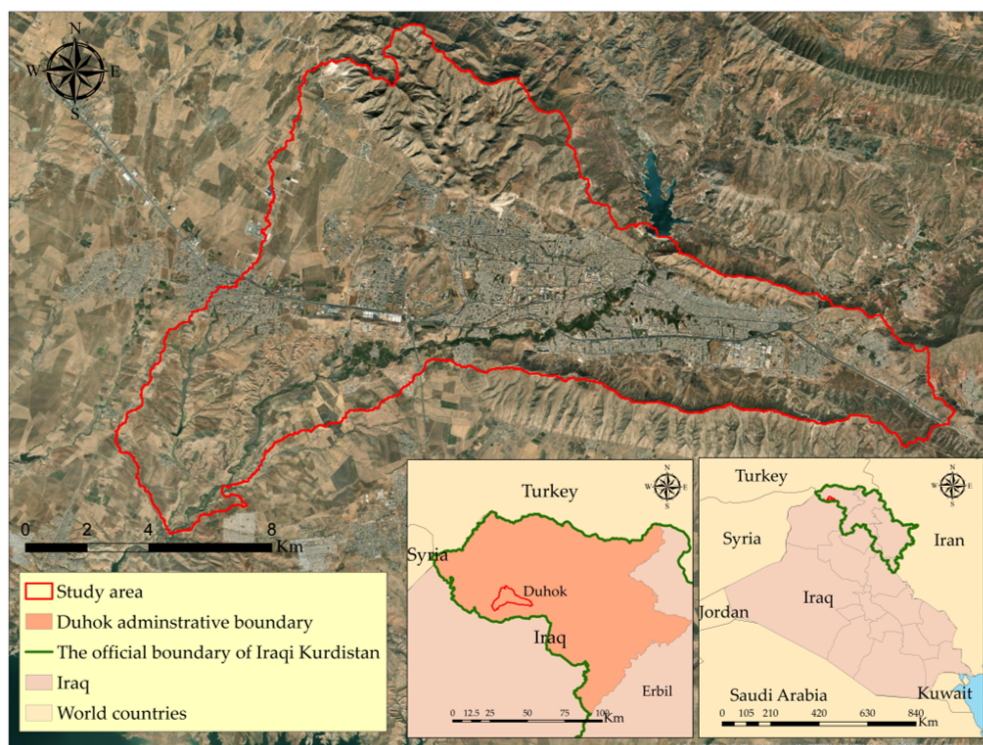 N
W E
S
0 2 4 8
Km
Study area
Duhok adminstrative boundary
The official boundary of Iraqi Kurdistan
Iraq
World countries
Turkey
N
W E
S
Syria
Duhok
Iraq
Erbil
0 12.5 25 50 75 100
Km
Turkey
N
W E
S
Syria
Iran
Iraq
Jordan
Saudi Arabia
Kuwait
0 105 210 420 630 840
Km